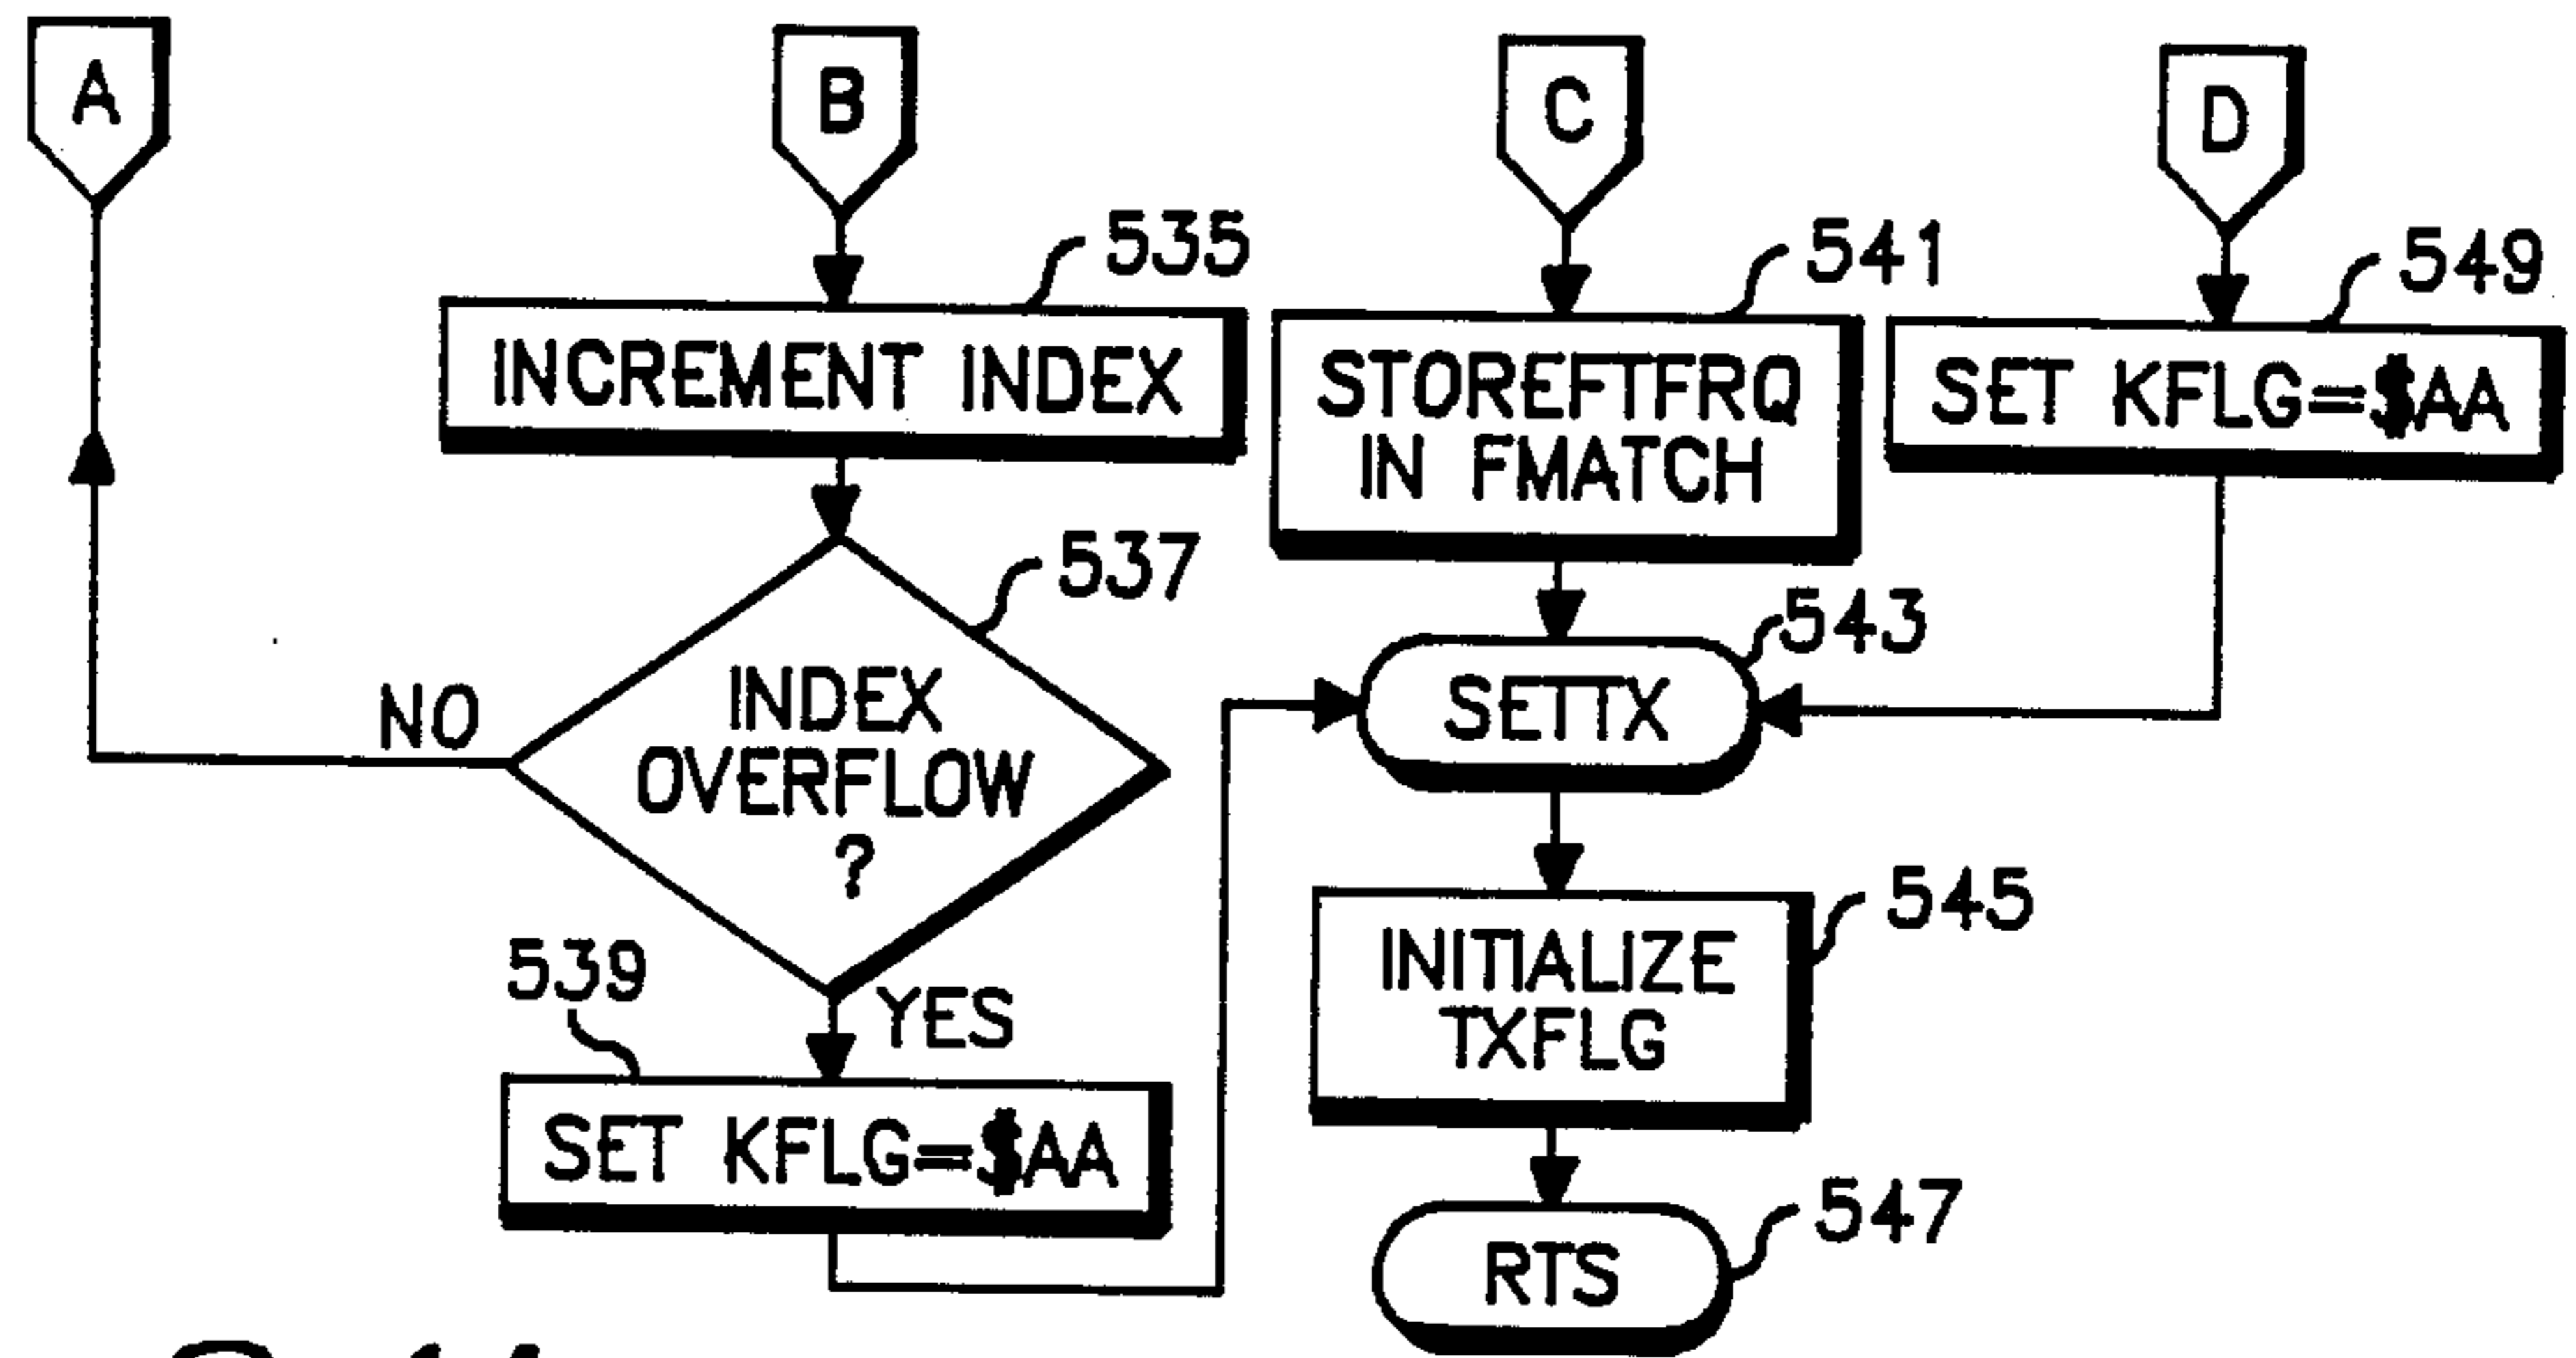 A
B
C
D
535
541
549
INCREMENT INDEX
STOREFTFRQ
IN FMATCH
SET KFLG=$AA
537
543
INDEX
OVERFLOW
?
NO
SETTX
YES
539
545
SET KFLG=$AA
INITIALIZE
TXFLG
547
RTS